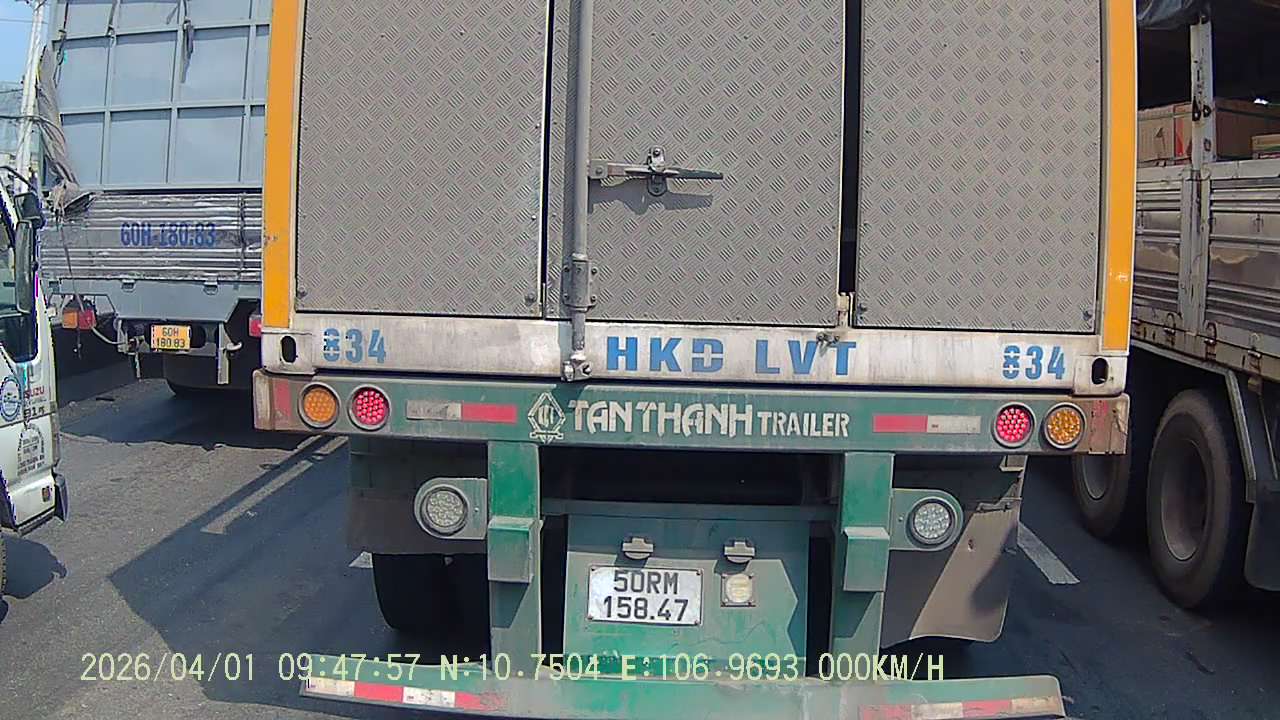 60H-180.83
60H
180.83
834
HKD LVT
834
TANTHANH TRAILER
SUZU
50RM
158.47
2026/04/01 09:47:57 N:10.7504 E:106.9693 000KM/H